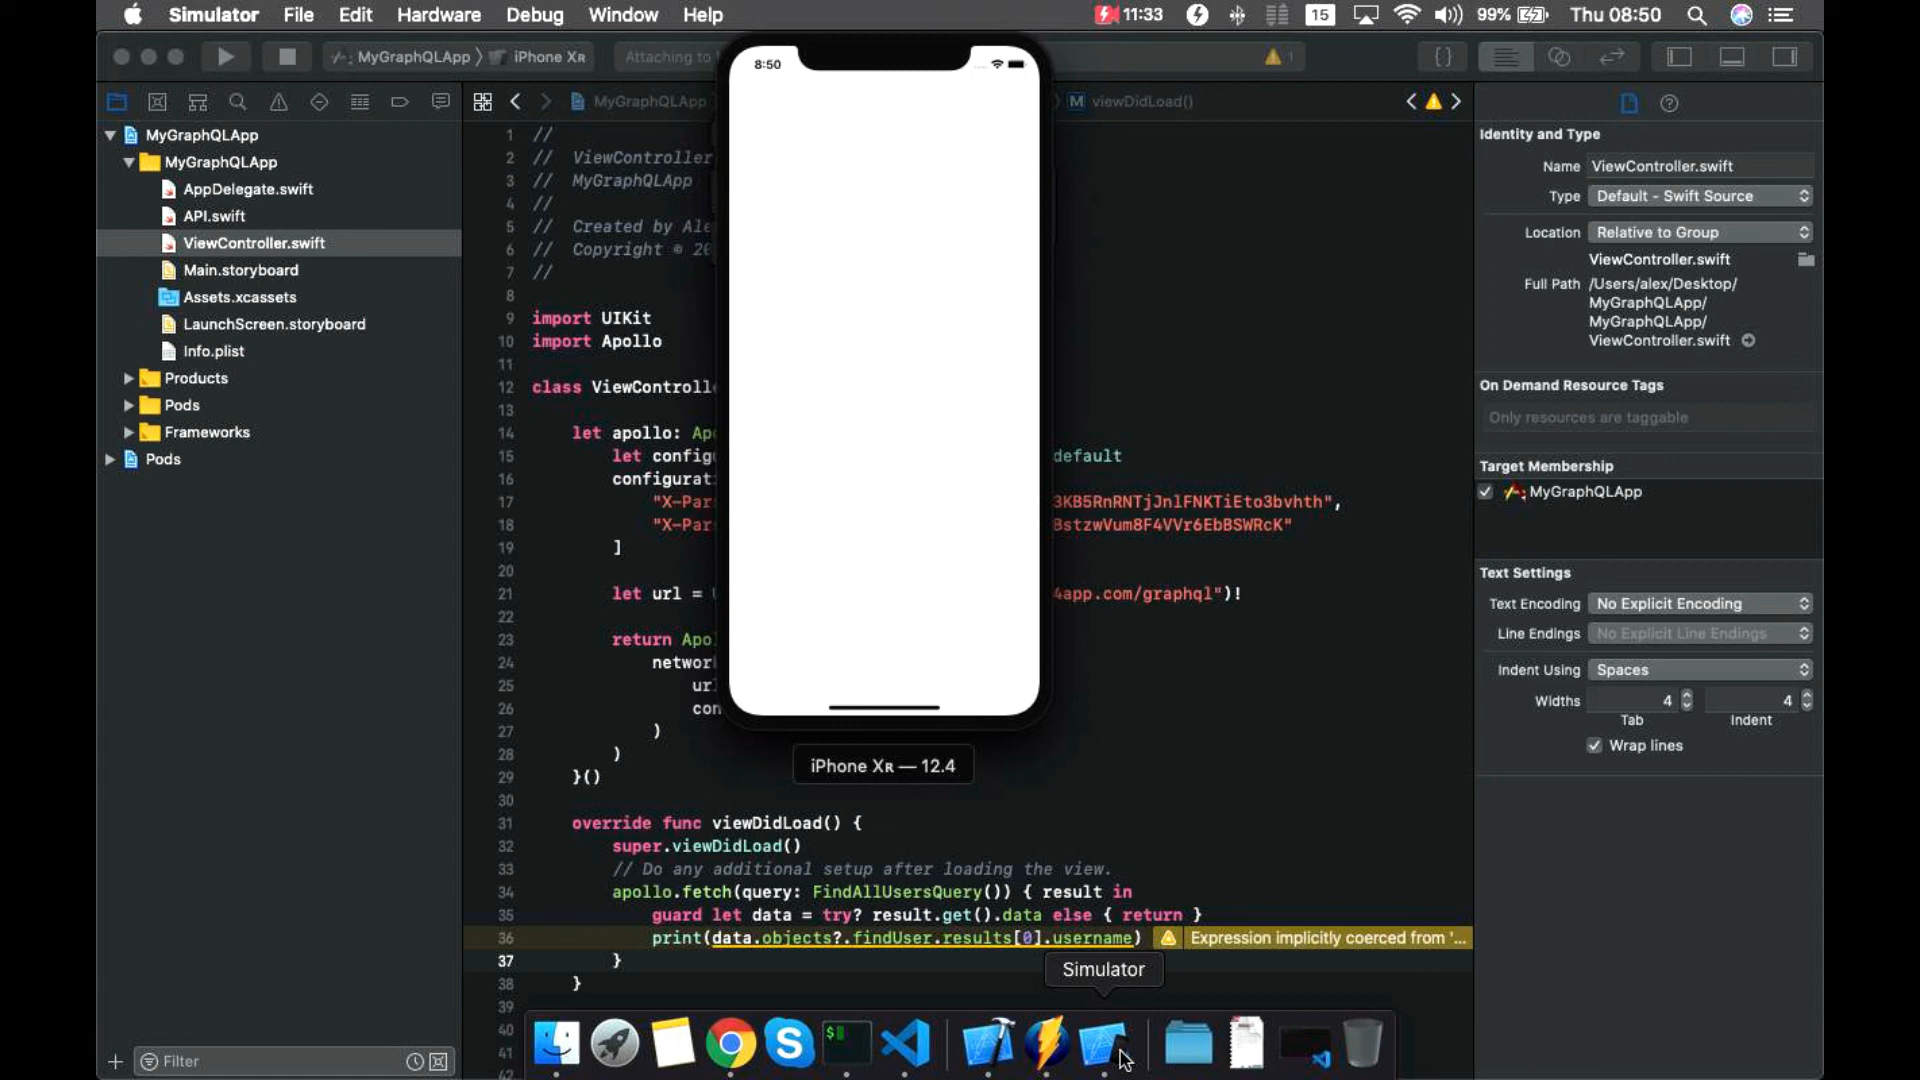 Simulator File Edit Hardware Debug Window Help 11:33 15 99% Thu 08:50
MyGraphQLApp iPhone XR Attaching to 1
8:50
MyGraphQLApp M viewDidLoad()
MyGraphQLApp
MyGraphQLApp
AppDelegate.swift
API.swift
ViewController.swift
Main.storyboard
Assets.xcassets
LaunchScreen.storyboard
Info.plist
Products
Pods
Frameworks
Pods
Filter
1 //
2 // ViewController
3 // MyGraphQLApp
4 //
5 // Created by Ale
6 // Copyright © 20
7 //
8
9 import UIKit
10 import Apollo
11
12 class ViewControlle
13
14 let apollo: Apo
15 let config default
16 configurat
17 "X-Par 3KB5RnRNTjJnlFNKTiEto3bvhth",
18 "X-Par BstzwVum8F4VVr6EbBSWRcK"
19 ]
20
21 let url = 4app.com/graphql")!
22
23 return Apol
24 networ
25 url
26 con
27 )
28 )
29 }()
30
31 override func viewDidLoad() {
32 super.viewDidLoad()
33 // Do any additional setup after loading the view.
34 apollo.fetch(query: FindAllUsersQuery()) { result in
35 guard let data = try? result.get().data else { return }
36 print(data.objects?.findUser.results[0].username) Expression implicitly coerced from '...
37 }
38 }
39
40
41
42
iPhone XR — 12.4
Simulator
Identity and Type
Name ViewController.swift
Type Default - Swift Source
Location Relative to Group
ViewController.swift
Full Path /Users/alex/Desktop/
MyGraphQLApp/
MyGraphQLApp/
ViewController.swift
On Demand Resource Tags
Only resources are taggable
Target Membership
MyGraphQLApp
Text Settings
Text Encoding No Explicit Encoding
Line Endings No Explicit Line Endings
Indent Using Spaces
Widths 4 4
Tab Indent
Wrap lines